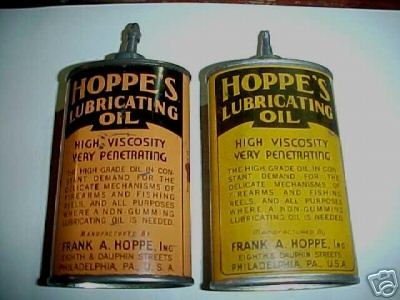 HOPPE'S
LUBRICATING
OIL
HIGH VISCOSITY
VERY PENETRATING
THE HIGH GRADE OIL IN CON
STANT DEMAND FOR THE
DELICATE MECHANISMS OF
FIREARMS AND FISHING
REELS, AND ALL PURPOSES
WHERE A NON-GUMMING
LUBRICATING OIL IS NEEDED.
MANUFACTURED BY
FRANK A. HOPPE, INC
EIGHTH & DAUPHIN STREETS
PHILADELPHIA, PA., U.S.A.
HOPPE'S
LUBRICATING
OIL
HIGH VISCOSITY
VERY PENETRATING
THE HIGH GRADE OIL IN CON
STANT DEMAND FOR THE
DELICATE MECHANISMS OF
FIREARMS AND FISHING
REELS, AND ALL PURPOSES
WHERE A NON-GUMMING
LUBRICATING OIL IS NEEDED.
MANUFACTURED BY
FRANK A. HOPPE, INC
EIGHTH & DAUPHIN STREETS
PHILADELPHIA, PA., U.S.A.